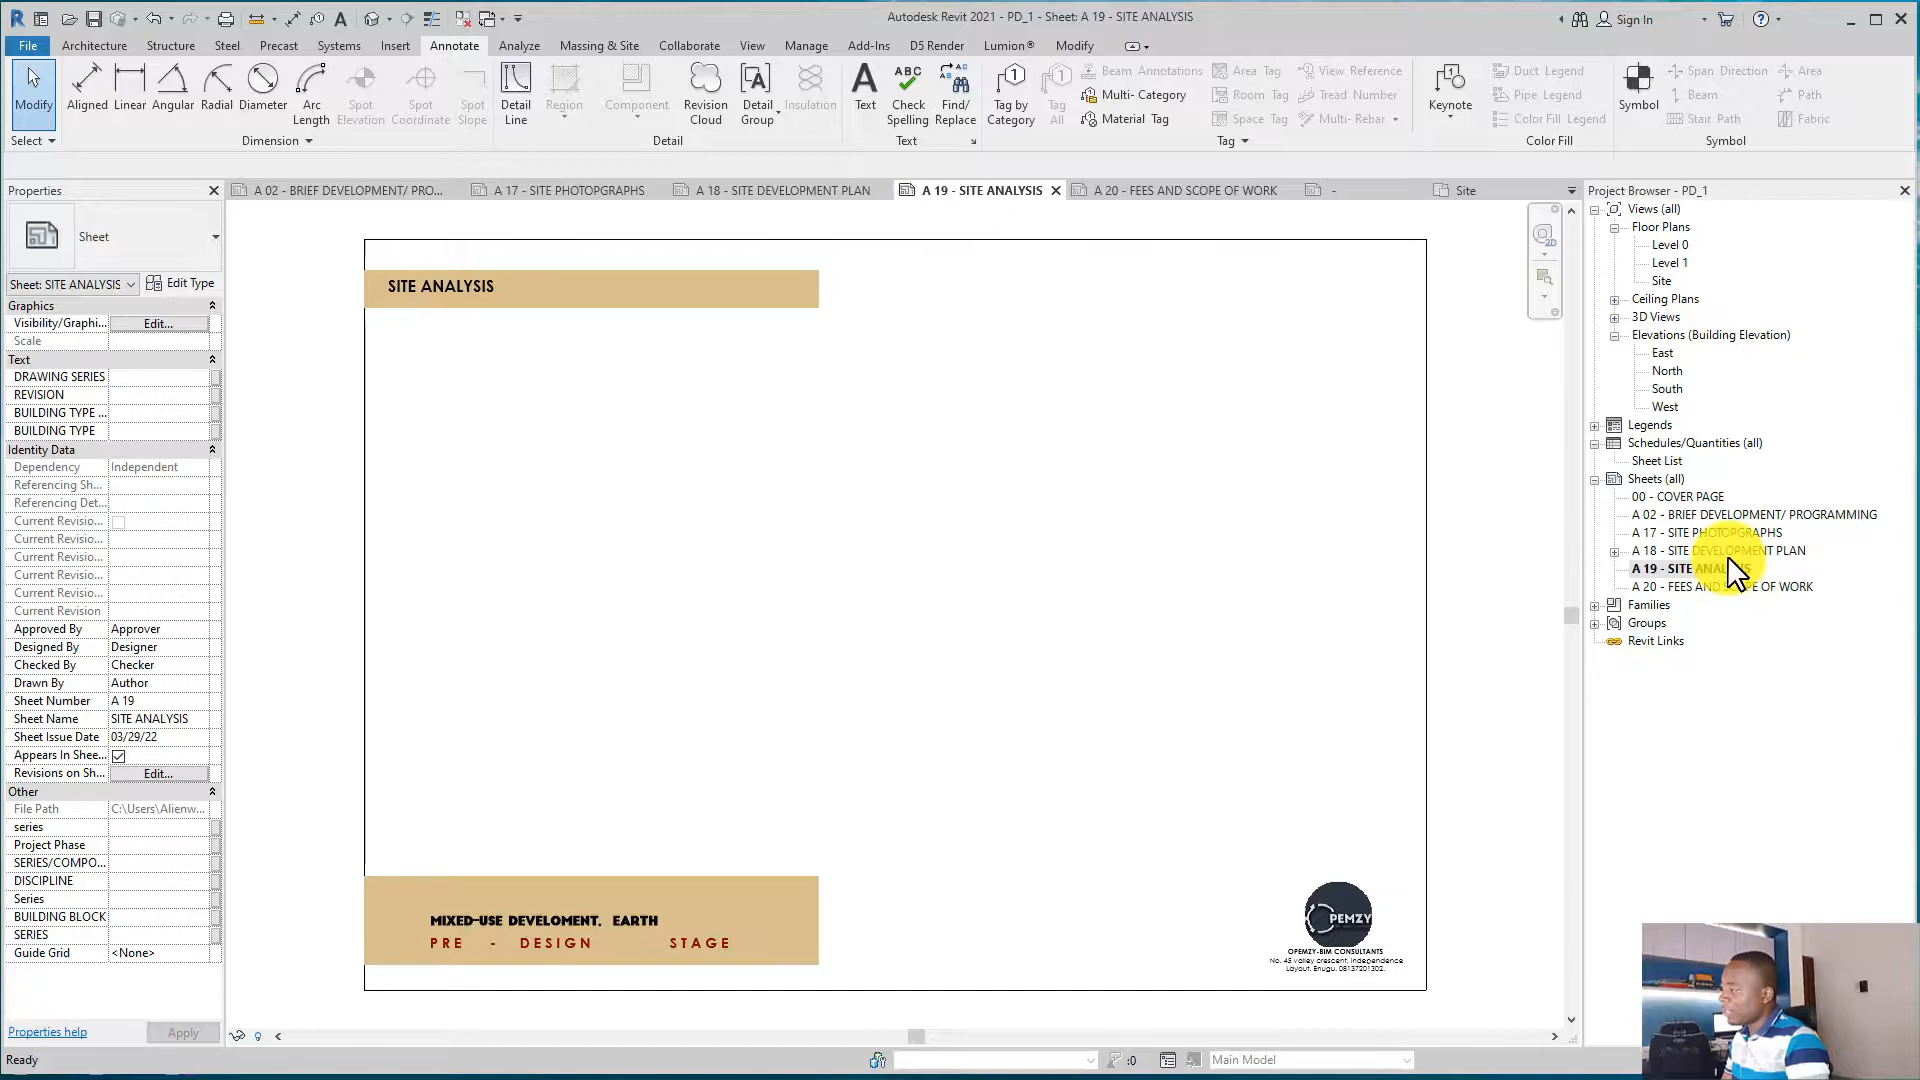 Autodesk Revit 2021 - PD_1 - Sheet: A 19 - SITE ANALYSIS
Sign In
File Architecture Structure Steel Precast Systems Insert Annotate Analyze Massing & Site Collaborate View Manage Add-Ins D5 Render Lumion® Modify
Modify
Select
Aligned
Linear
Angular
Radial
Diameter
Arc Length
Spot Elevation
Spot Coordinate
Spot Slope
Dimension
Detail Line
Region
Component
Revision Cloud
Detail Group
Insulation
Detail
Text
ABC
Check Spelling
Find/ Replace
Text
Tag by Category
Tag All
Beam Annotations
Multi- Category
Material Tag
Area Tag
Room Tag
Space Tag
View Reference
Tread Number
Multi- Rebar
Tag
Keynote
Duct Legend
Pipe Legend
Color Fill Legend
Color Fill
Symbol
Span Direction
Beam
Stair Path
Area
Path
Fabric
Symbol
Properties
A 02 - BRIEF DEVELOPMENT/ PRO...
A 17 - SITE PHOTOPGRAPHS
A 18 - SITE DEVELOPMENT PLAN
A 19 - SITE ANALYSIS
A 20 - FEES AND SCOPE OF WORK
-
Site
Sheet
Sheet: SITE ANALYSIS
Edit Type
Graphics
Visibility/Graphi... Edit...
Scale
Text
DRAWING SERIES
REVISION
BUILDING TYPE ...
BUILDING TYPE
Identity Data
Dependency Independent
Referencing Sh...
Referencing Det...
Current Revisio...
Current Revisio...
Current Revisio...
Current Revisio...
Current Revisio...
Current Revision
Approved By Approver
Designed By Designer
Checked By Checker
Drawn By Author
Sheet Number A 19
Sheet Name SITE ANALYSIS
Sheet Issue Date 03/29/22
Appears In Shee...
Revisions on Sh... Edit...
Other
File Path C:\Users\Alienw...
series
Project Phase
SERIES/COMPO...
DISCIPLINE
Series
BUILDING BLOCK
SERIES
Guide Grid <None>
Properties help
Apply
SITE ANALYSIS
MIXED-USE DEVELOMENT, EARTH
PRE - DESIGN STAGE
OPEMZY
OPEMZY-BIM CONSULTANTS
No. 45 valley crescent, Independence
Layout. Enugu. 08137201302.
2D
Project Browser - PD_1
Views (all)
Floor Plans
Level 0
Level 1
Site
Ceiling Plans
3D Views
Elevations (Building Elevation)
East
North
South
West
Legends
Schedules/Quantities (all)
Sheet List
Sheets (all)
00 - COVER PAGE
A 02 - BRIEF DEVELOPMENT/ PROGRAMMING
A 17 - SITE PHOTOPGRAPHS
A 18 - SITE DEVELOPMENT PLAN
A 19 - SITE ANALYSIS
A 20 - FEES AND SCOPE OF WORK
Families
Groups
Revit Links
Ready
:0
Main Model